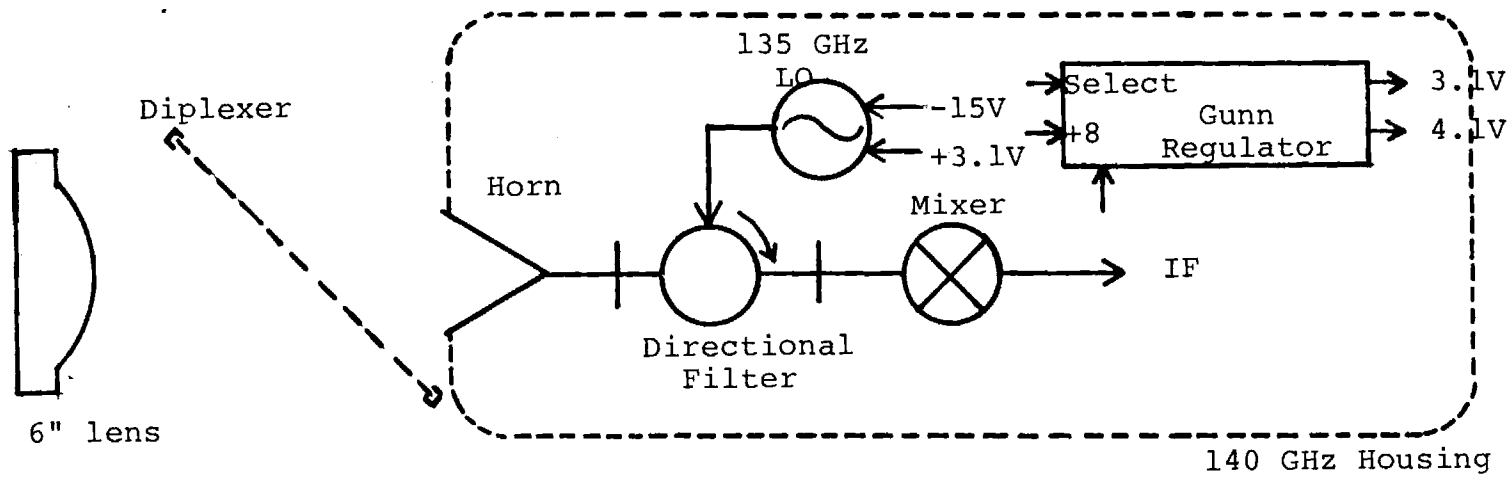 135 GHz
LO
Diplexer
-15V
+3.1V
Select
+8
Gunn
Regulator
3.1V
4.1V
Horn
Mixer
IF
Directional
Filter
6" lens
140 GHz Housing